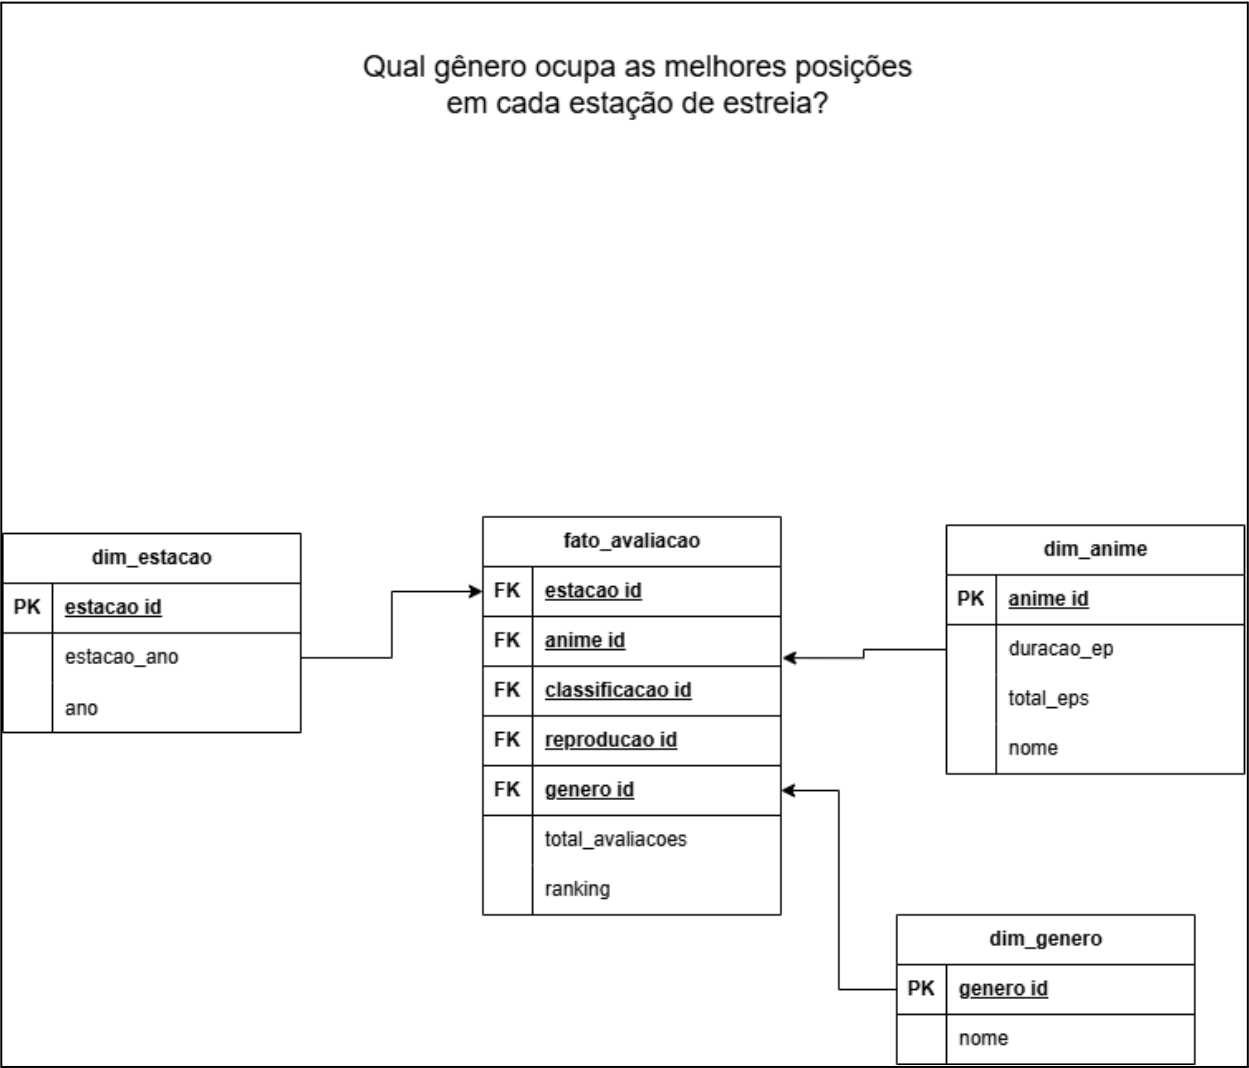 Qual gênero ocupa as melhores posições
em cada estação de estreia?
dim_estacao
PK estacao id
estacao_ano
ano
fato_avaliacao
FK estacao id
FK anime id
FK classificacao id
FK reproducao id
FK genero id
total_avaliacoes
ranking
dim_anime
PK anime id
duracao_ep
total_eps
nome
dim_genero
PK genero id
nome